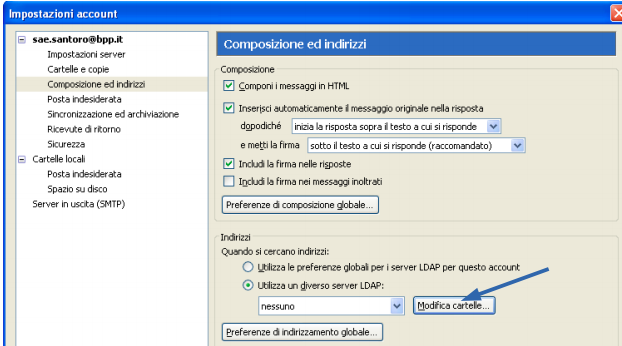 Impostazioni account
sae.santoro@bpp.it
Impostazioni server
Cartelle e copie
Composizione ed indirizzi
Posta indesiderata
Sincronizzazione ed archiviazione
Ricevute di ritorno
Sicurezza
Cartelle locali
Posta indesiderata
Spazio su disco
Server in uscita (SMTP)
Composizione ed indirizzi
Composizione
Componi i messaggi in HTML
Inserisci automaticamente il messaggio originale nella risposta
dopodiché inizia la risposta sopra il testo a cui si risponde
e metti la firma sotto il testo a cui si risponde (raccomandato)
Includi la firma nelle risposte
Includi la firma nei messaggi inoltrati
Preferenze di composizione globale...
Indirizzi
Quando si cercano indirizzi:
Utilizza le preferenze globali per i server LDAP per questo account
Utilizza un diverso server LDAP:
nessuno Modifica cartelle...
Preferenze di indirizzamento globale...